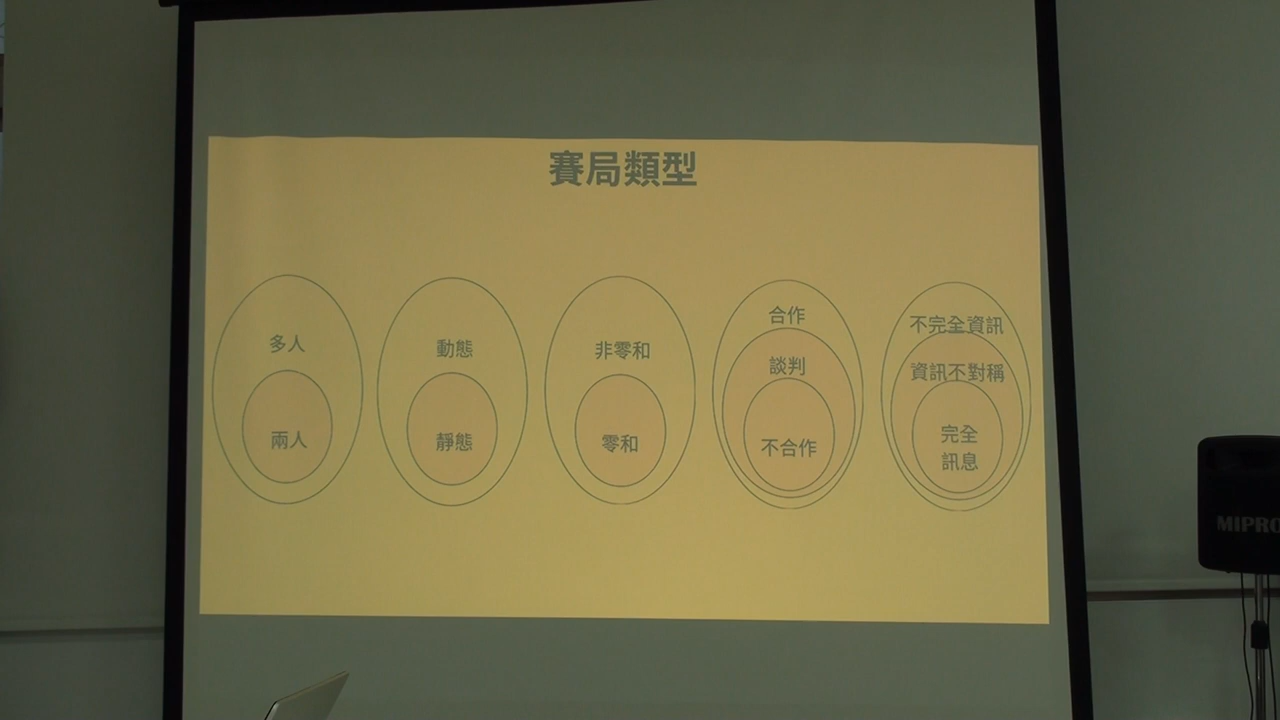 賽局類型
多人
兩人
動態
靜態
非零和
零和
合作
談判
不合作
不完全資訊
資訊不對稱
完全
訊息
MIPRO